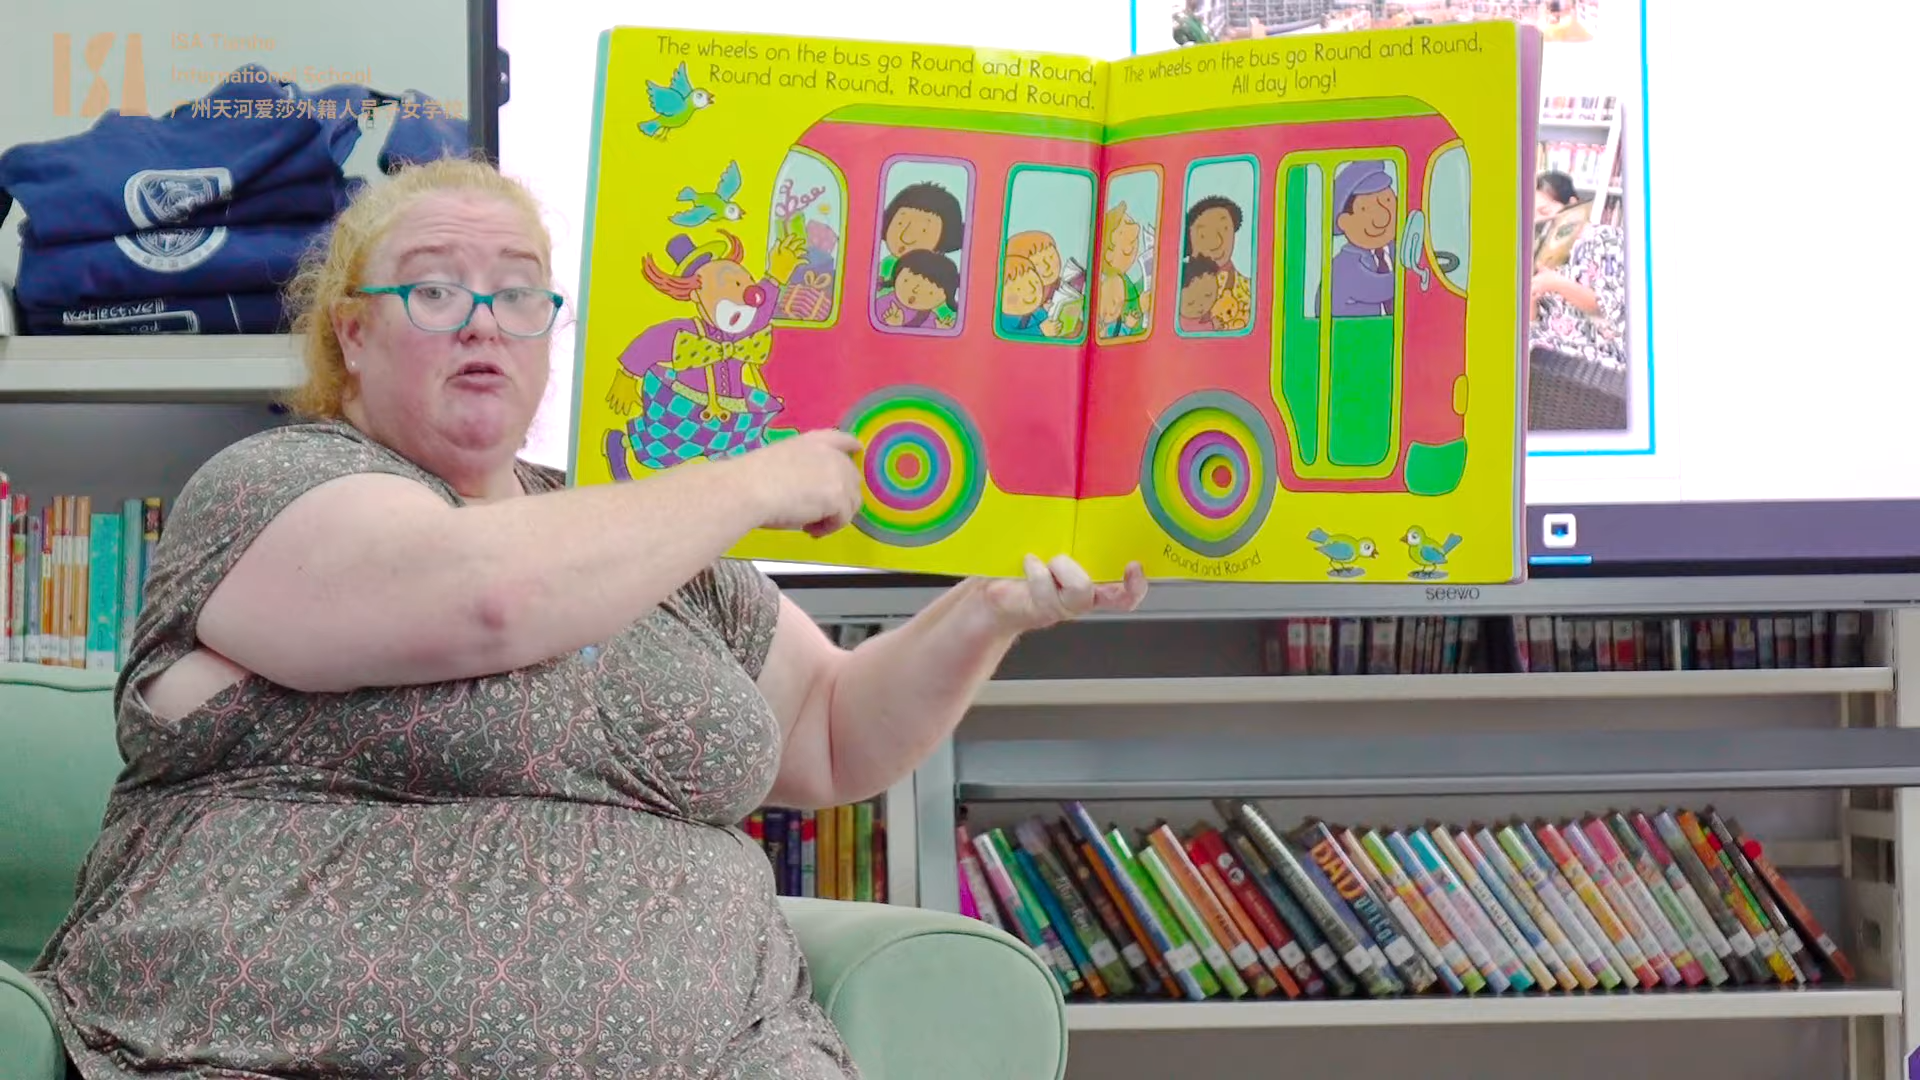 ISA
ISA Tianhe
International School
广州天河爱莎外籍人员子女学校
The wheels on the bus go Round and Round,
Round and Round, Round and Round.
The wheels on the bus go Round and Round,
All day long!
Round and Round
Reflective
seewo